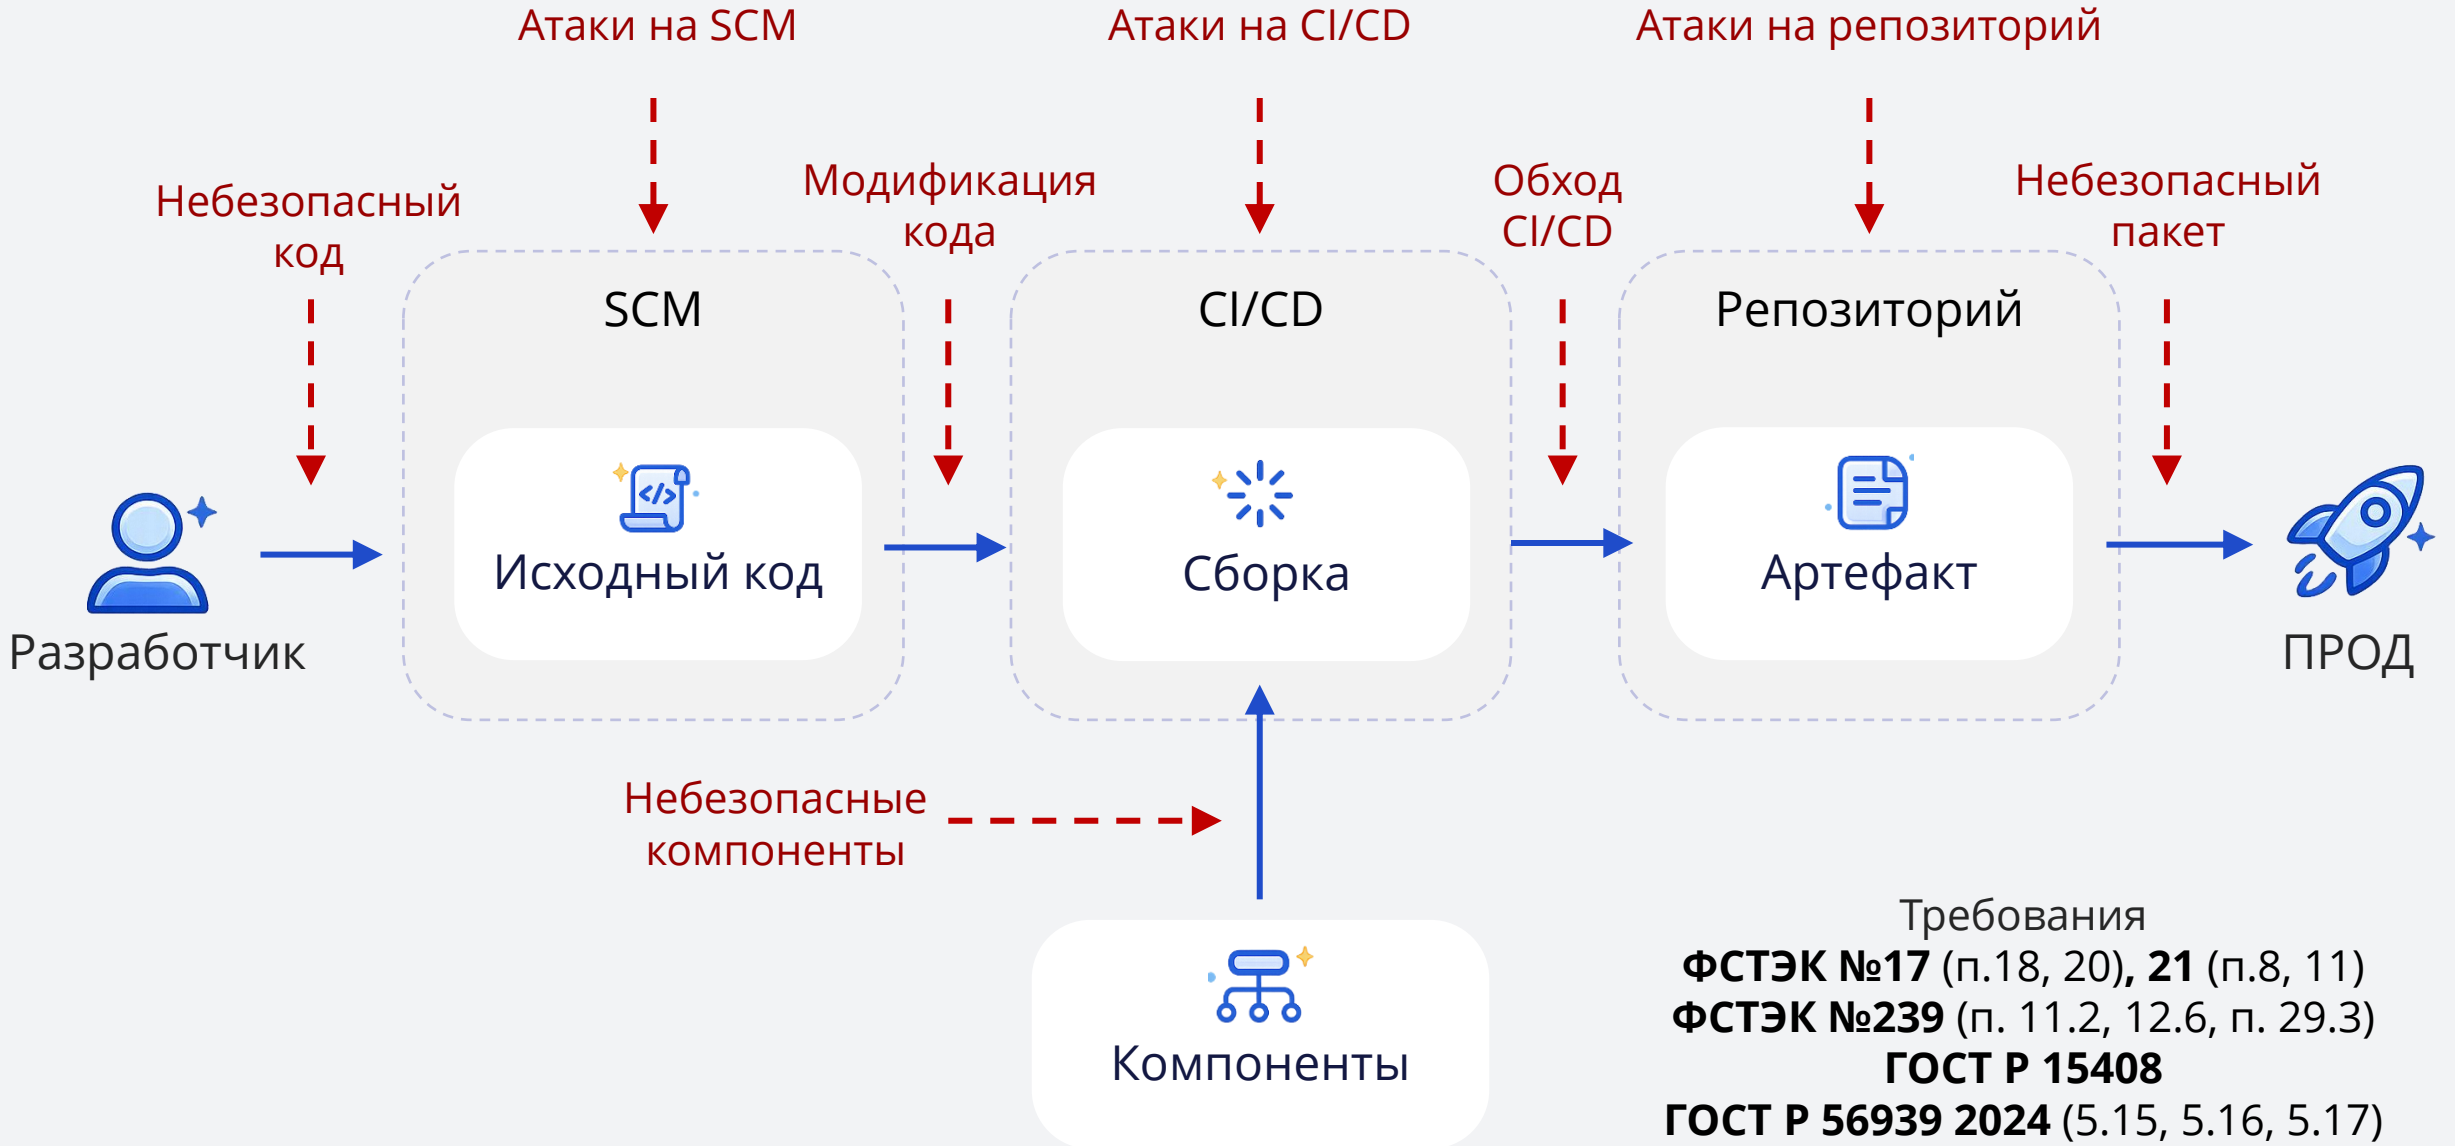 Атаки на SCM
Атаки на CI/CD
Атаки на репозиторий
Небезопасный
код
Модификация
кода
Обход
CI/CD
Небезопасный
пакет
SCM
CI/CD
Репозиторий
Исходный код
Сборка
Артефакт
Разработчик
ПРОД
Небезопасные
компоненты
Компоненты
Требования
ФСТЭК №17 (п.18, 20), 21 (п.8, 11)
ФСТЭК №239 (п. 11.2, 12.6, п. 29.3)
ГОСТ Р 15408
ГОСТ Р 56939 2024 (5.15, 5.16, 5.17)